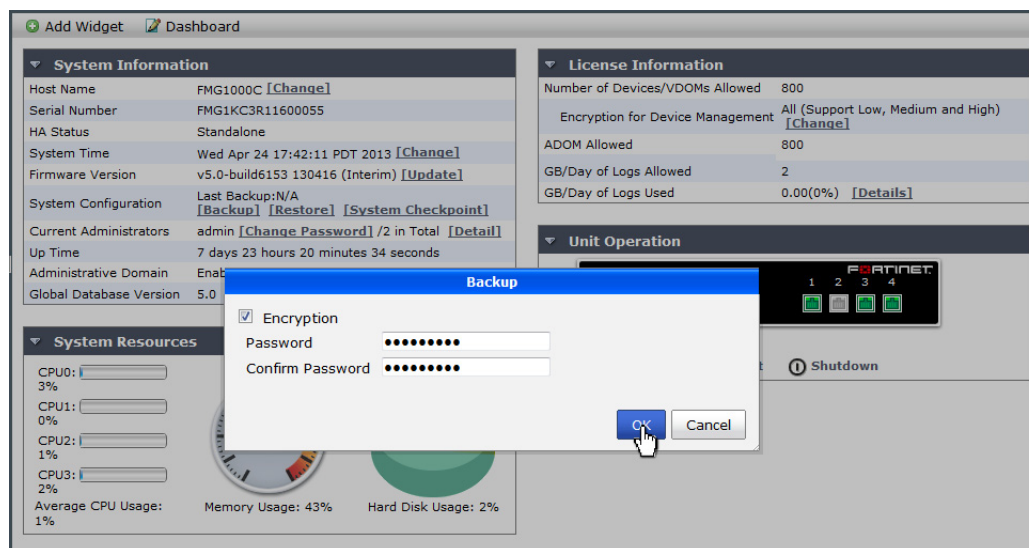 Add Widget Dashboard
System Information
Host Name FMG1000C [Change]
Serial Number FMG1KC3R11600055
HA Status Standalone
System Time Wed Apr 24 17:42:11 PDT 2013 [Change]
Firmware Version v5.0-build6153 130416 (Interim) [Update]
System Configuration Last Backup:N/A
[Backup] [Restore] [System Checkpoint]
Current Administrators admin [Change Password] /2 in Total [Detail]
Up Time 7 days 23 hours 20 minutes 34 seconds
Administrative Domain
Global Database Version 5.0
License Information
Number of Devices/VDOMs Allowed 800
Encryption for Device Management All (Support Low, Medium and High)
[Change]
ADOM Allowed 800
GB/Day of Logs Allowed 2
GB/Day of Logs Used 0.00(0%) [Details]
Unit Operation
FORTINET
1 2 3 4
Shutdown
Backup
Encryption
Password
Confirm Password
OK Cancel
System Resources
CPU0:
3%
CPU1:
0%
CPU2:
1%
CPU3:
2%
Average CPU Usage:
1%
Memory Usage: 43%
Hard Disk Usage: 2%